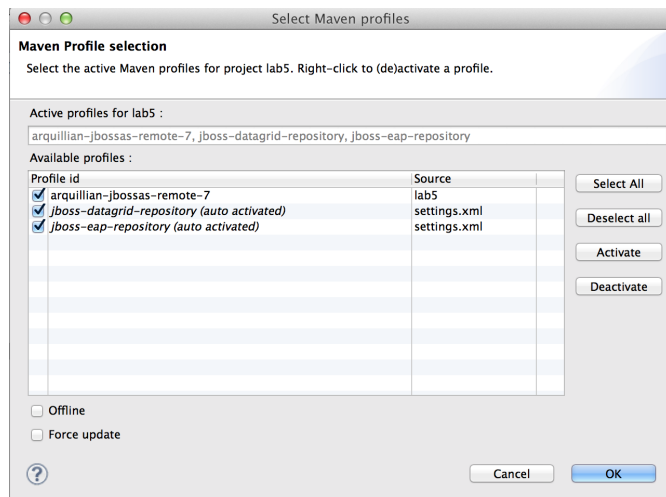 Select Maven profiles
Maven Profile selection
Select the active Maven profiles for project lab5. Right-click to (de)activate a profile.
Active profiles for lab5 :
arquillian-jbossas-remote-7, jboss-datagrid-repository, jboss-eap-repository
Available profiles :
Profile id Source
arquillian-jbossas-remote-7 lab5
jboss-datagrid-repository (auto activated) settings.xml
jboss-eap-repository (auto activated) settings.xml
Select All
Deselect all
Activate
Deactivate
Offline
Force update
? Cancel OK